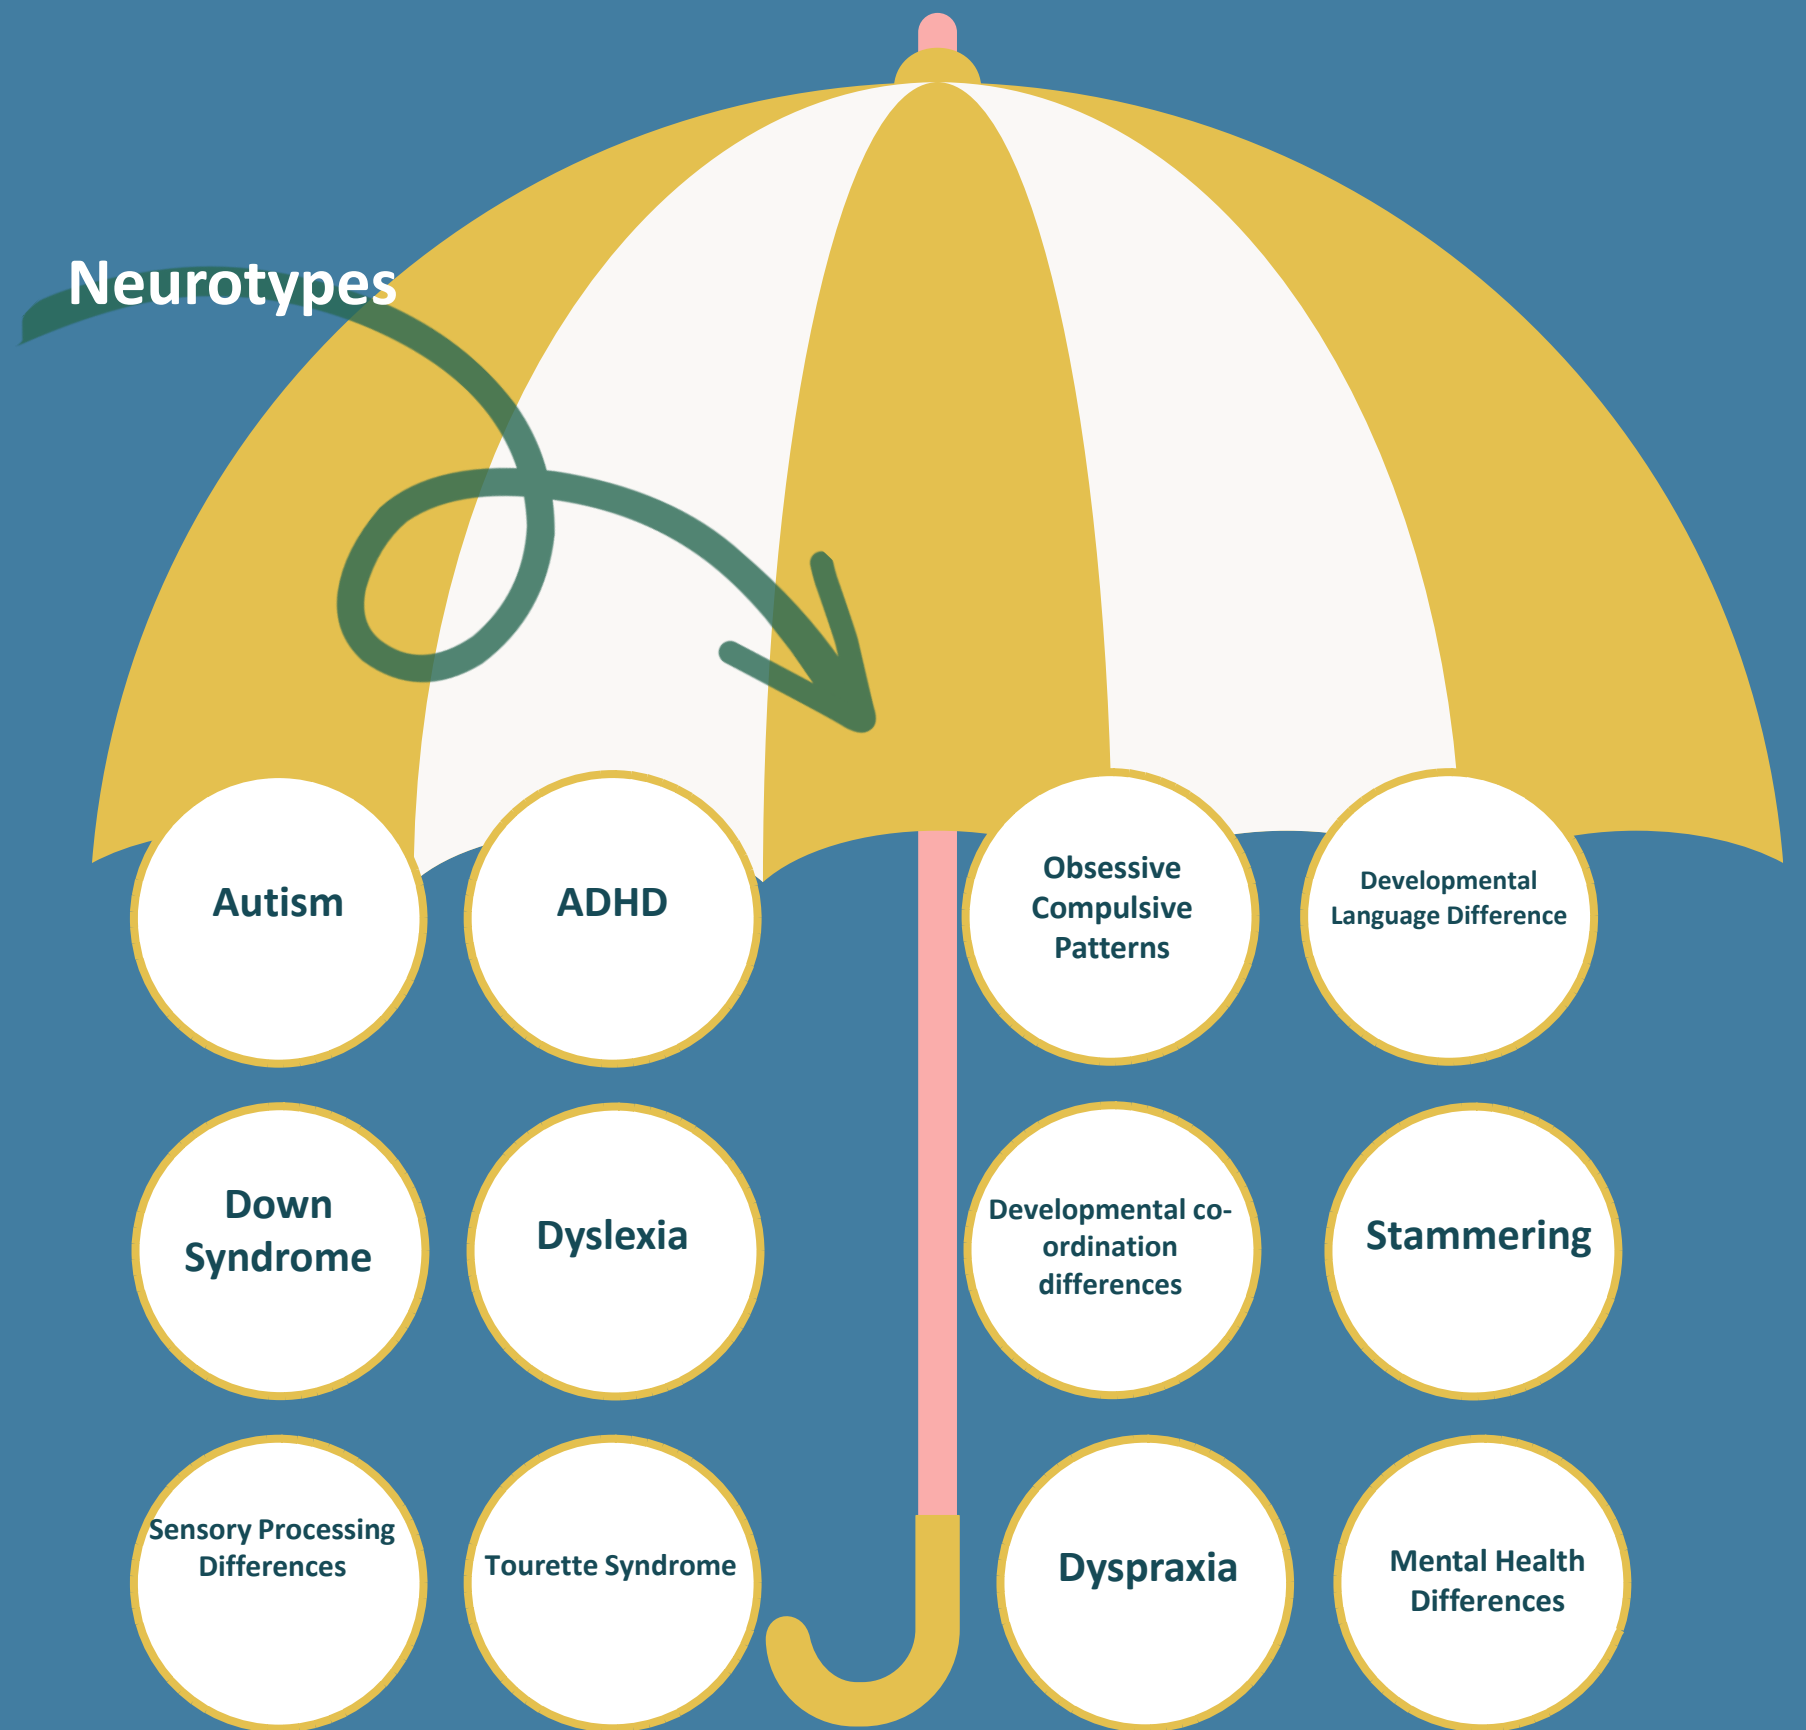 Neurotypes
Autism
ADHD
Obsessive
Compulsive
Patterns
Developmental
Language Difference
Down
Syndrome
Dyslexia
Developmental co-
ordination
differences
Stammering
Sensory Processing
Differences
Tourette Syndrome
Dyspraxia
Mental Health
Differences